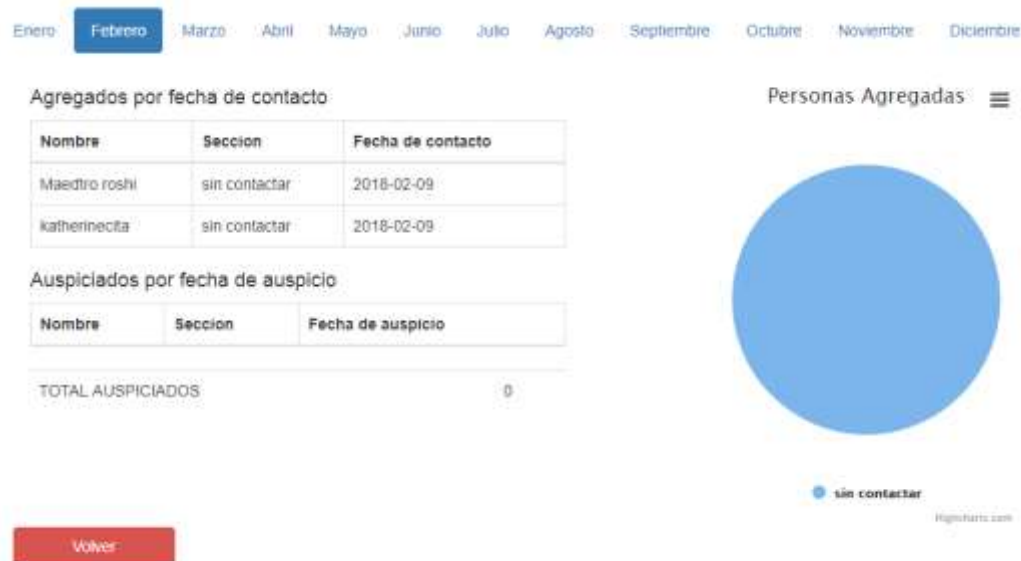 Enero Febrero Marzo Abril Mayo Junio Julio Agosto Septiembre Octubre Noviembre Diciembre
Agregados por fecha de contacto
Nombre Seccion Fecha de contacto
Maedtro roshi sin contactar 2018-02-09
katherinecita sin contactar 2018-02-09
Auspiciados por fecha de auspicio
Nombre Seccion Fecha de auspicio
TOTAL AUSPICIADOS 0
Personas Agregadas
sin contactar
Highcharts.com
Volver